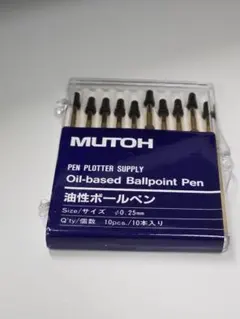 MUTOH
PEN PLOTTER SUPPLY
Oil-based Ballpoint Pen
油性ボールペン
Size/サイズ φ0.25mm
Q'ty/個数 10pcs./10本入り